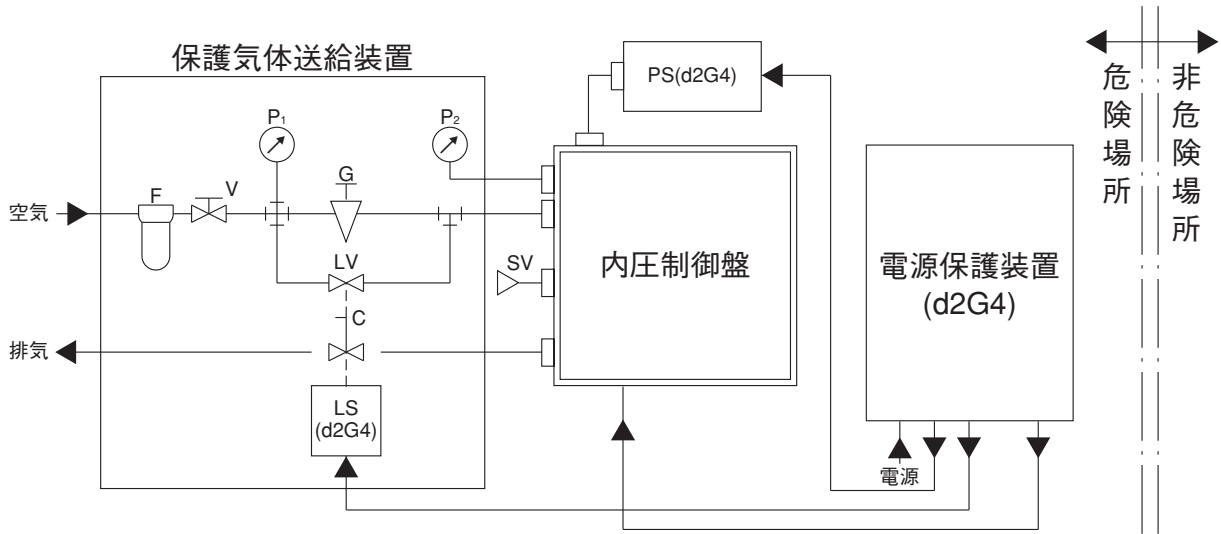 保護気体送給装置
PS(d2G4)
危険場所
非危険場所
P₁
P₂
F
V
G
空気
LV
SV
内圧制御盤
電源保護装置
(d2G4)
C
排気
LS
(d2G4)
電源